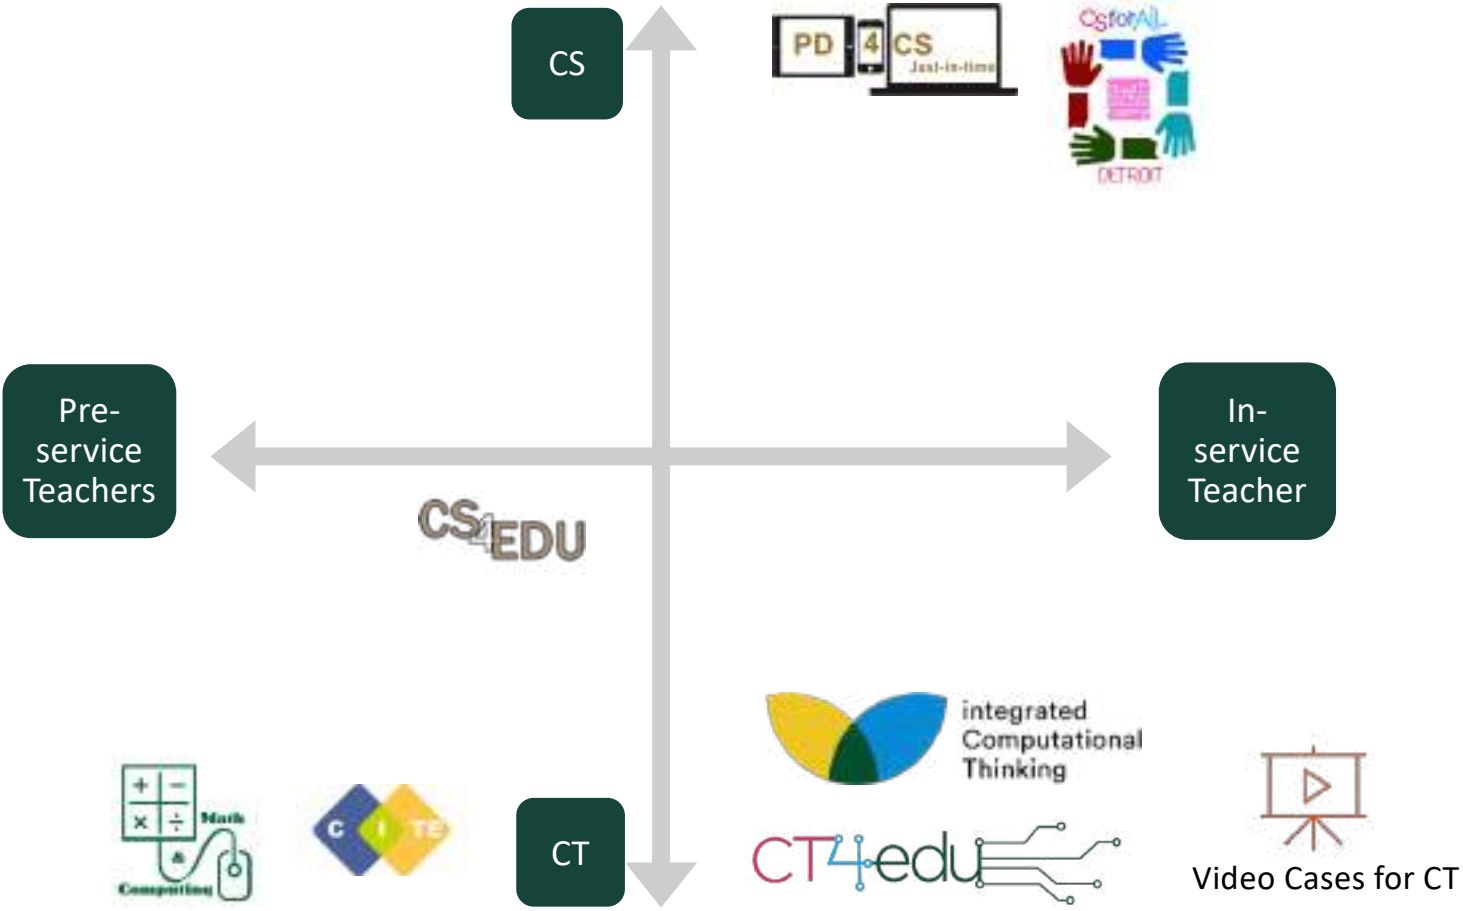 CS
PD 4 CS
Just-in-time
CSforALL
DETROIT
Pre-
service
Teachers
In-
service
Teacher
CS4EDU
integrated
Computational
Thinking
+ −
× ÷
Math
&
Computing
C I TE
CT
CT4edu
Video Cases for CT